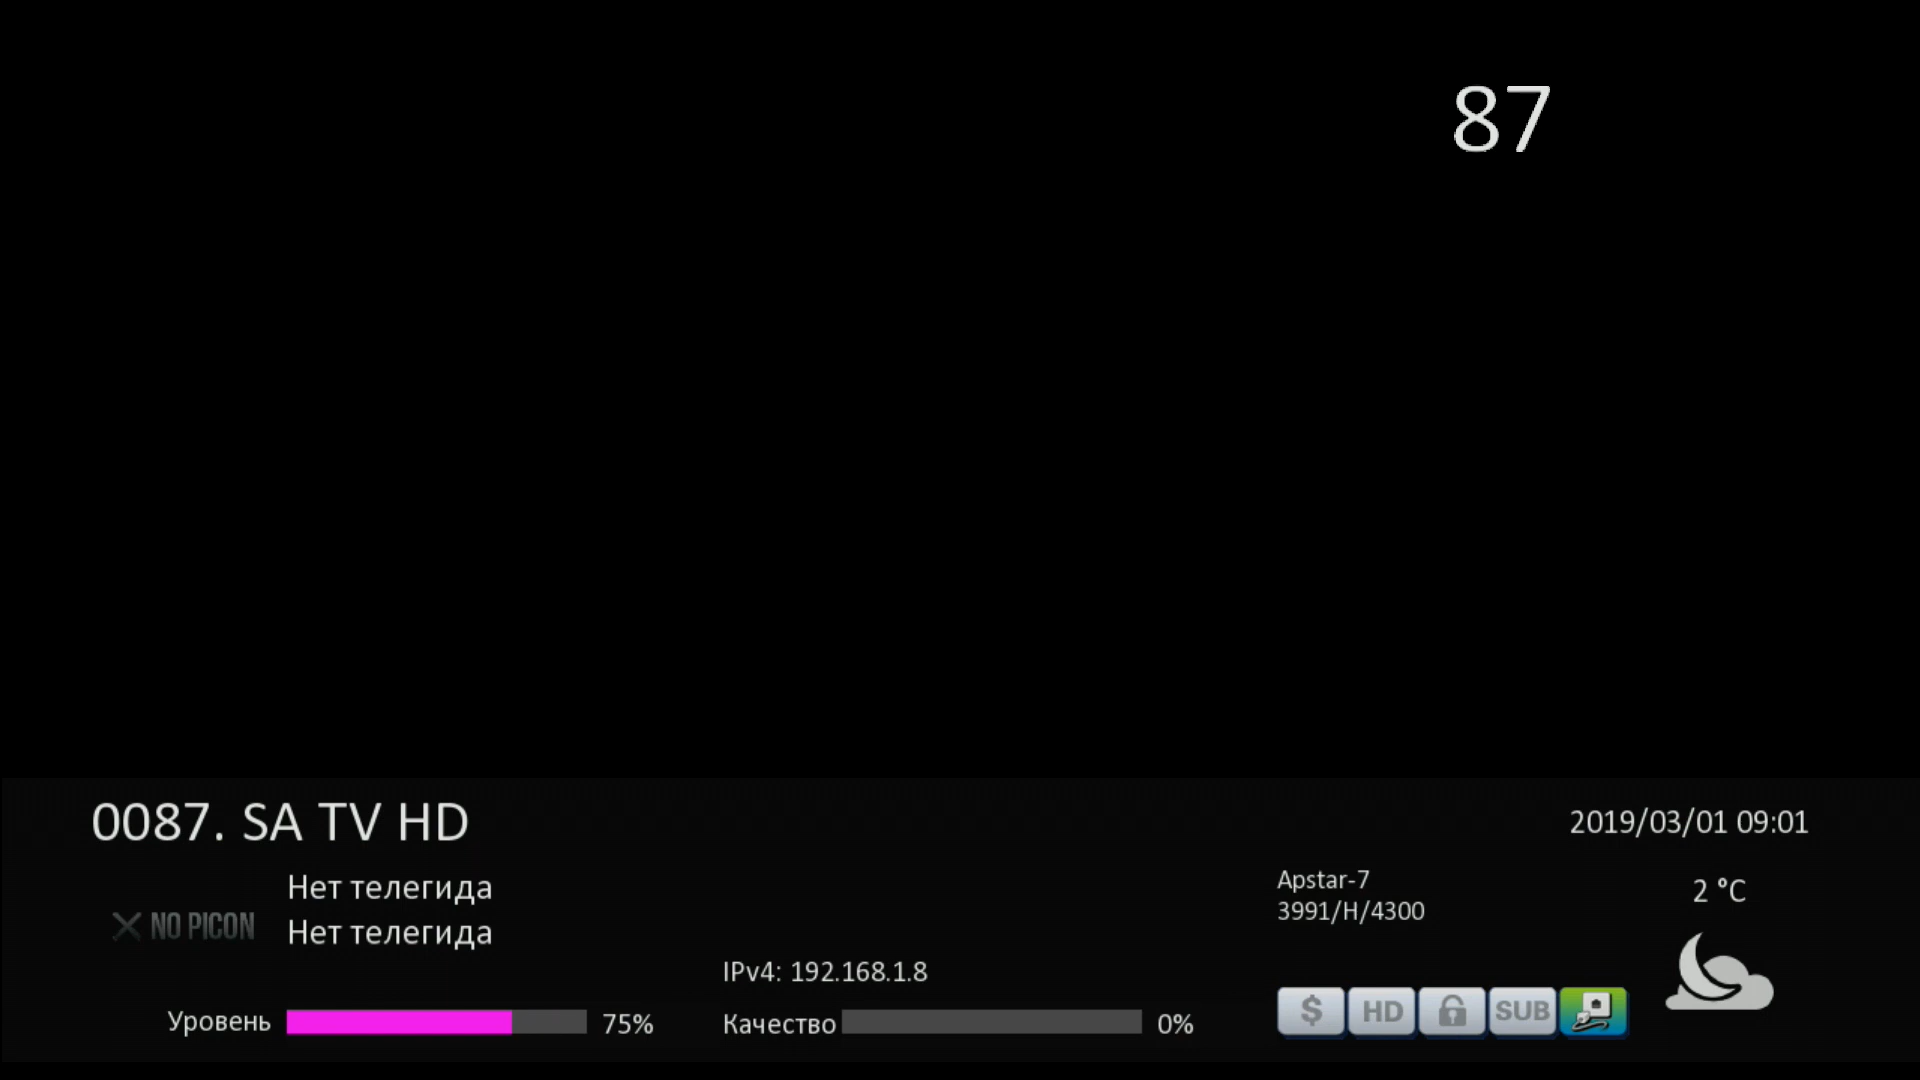 87
0087. SA TV HD
2019/03/01 09:01
Нет телегида
Нет телегида
NO PICON
Apstar-7
3991/H/4300
2 °C
IPv4: 192.168.1.8
Уровень 75%
Качество 0%
$ HD SUB